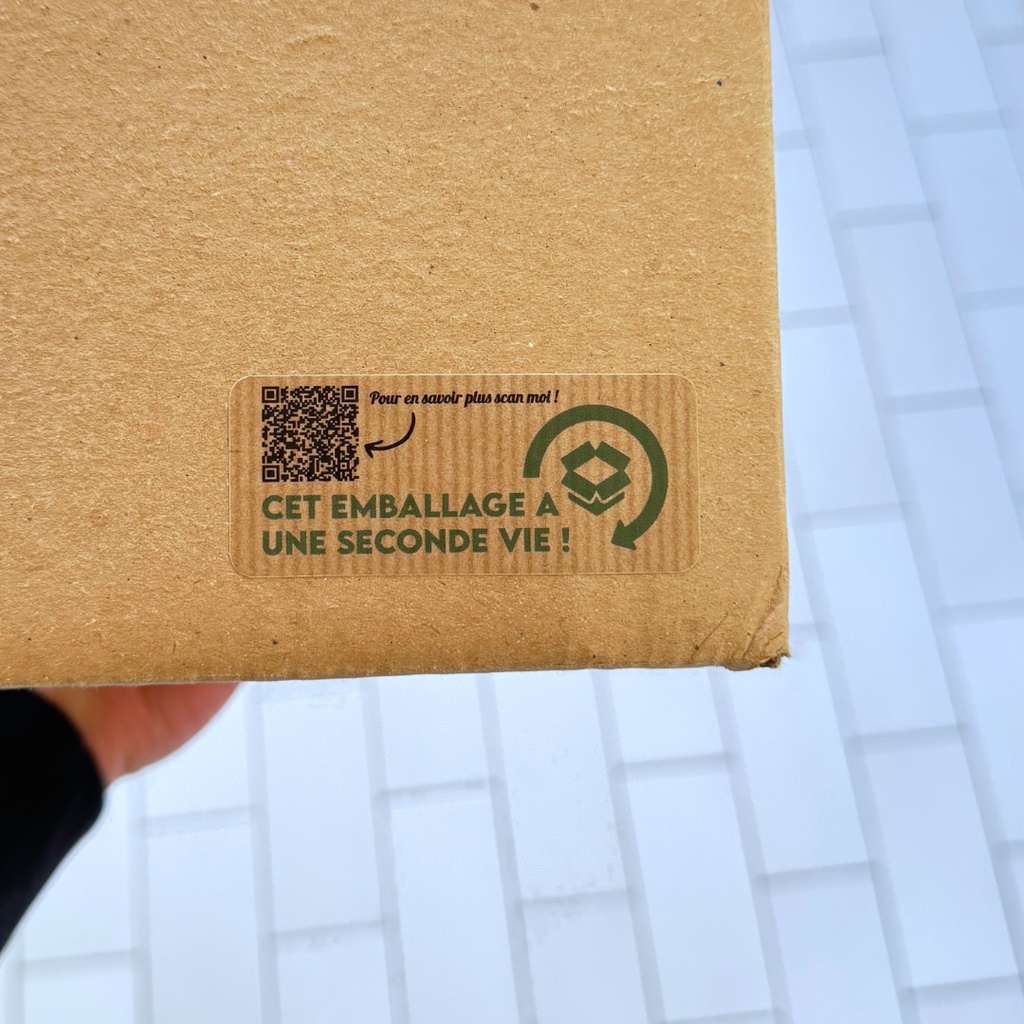 Pour en savoir plus scan moi !
CET EMBALLAGE A
UNE SECONDE VIE !